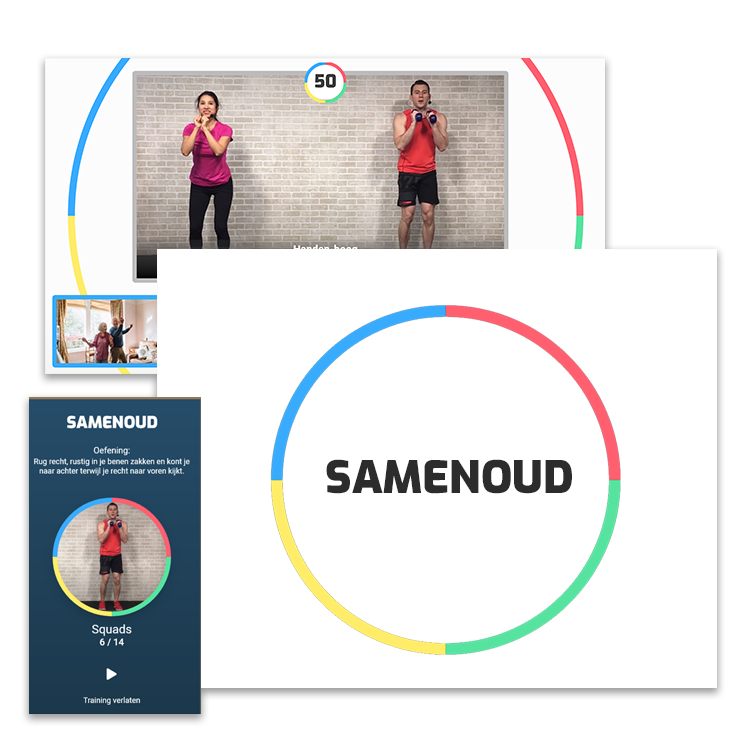 50
Handen hoog
SAMENOUD
SAMENOUD
Oefening:
Rug recht, rustig in je benen zakken en kont je
naar achter terwijl je recht naar voren kijkt.
Squads
6 / 14
Training verlaten